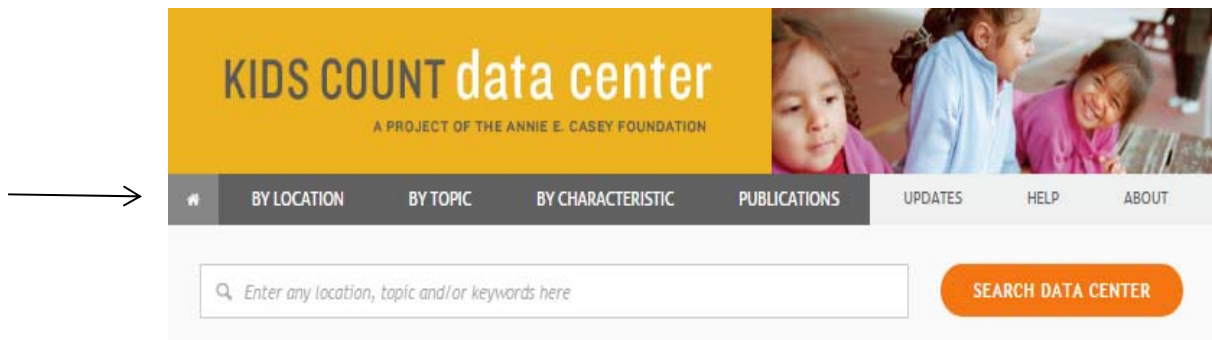 KIDS COUNT data center
A PROJECT OF THE ANNIE E. CASEY FOUNDATION
BY LOCATION BY TOPIC BY CHARACTERISTIC PUBLICATIONS UPDATES HELP ABOUT
Enter any location, topic and/or keywords here
SEARCH DATA CENTER